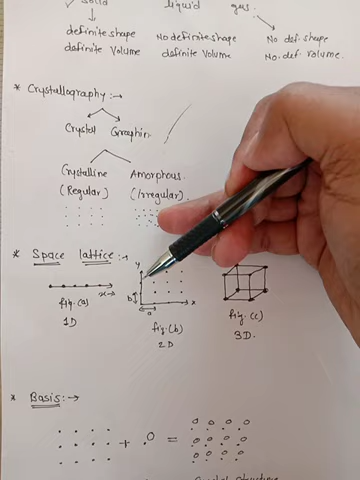 solid liquid gas.
definite shape No definite shape No def. shape
definite Volume definite Volume No. def. volume.
* Crystallography :→
Crystal Graphin.
Crystalline Amorphous
(Regular) (Irregular)
* Space lattice :→
y
b
a
x
x→
fig.(a) fig.(b) fig.(c)
1D 2D 3D.
* Basis :→
+ =